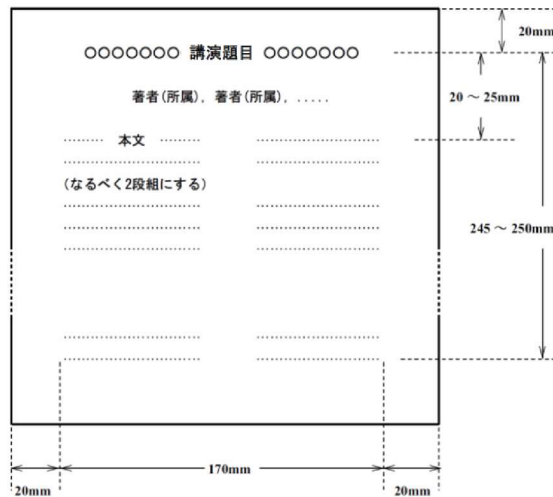 20mm
○○○○○○○ 講演題目 ○○○○○○○
著者(所属), 著者(所属), .....
20 ～ 25mm
本文
(なるべく2段組にする)
245 ～ 250mm
170mm
20mm
20mm